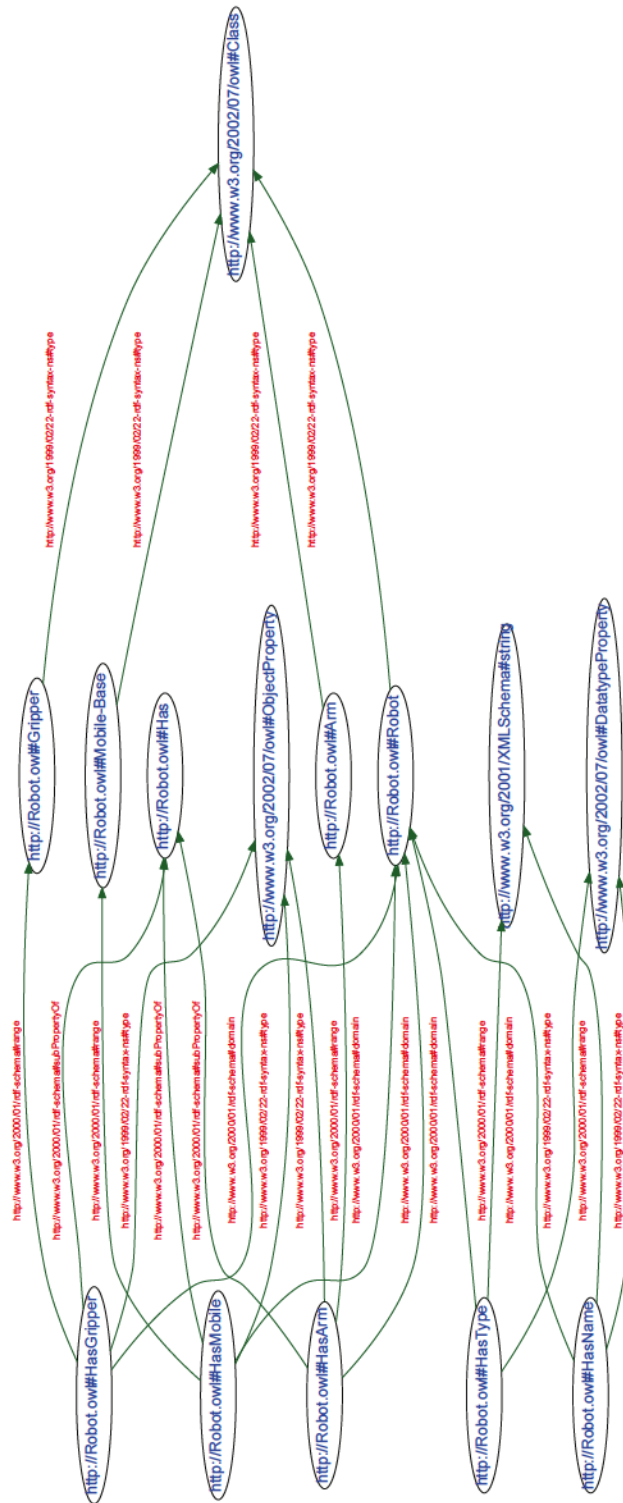 http://www.w3.org/2002/07/owl#Class
http://www.w3.org/1999/02/22-rdf-syntax-ns#type
http://www.w3.org/1999/02/22-rdf-syntax-ns#type
http://www.w3.org/1999/02/22-rdf-syntax-ns#type
http://www.w3.org/1999/02/22-rdf-syntax-ns#type
http://Robot.owl#Gripper
http://Robot.owl#Mobile-Base
http://Robot.owl#Has
http://www.w3.org/2002/07/owl#ObjectProperty
http://Robot.owl#Arm
http://Robot.owl#Robot
http://www.w3.org/2001/XMLSchema#string
http://www.w3.org/2002/07/owl#DatatypeProperty
http://www.w3.org/2000/01/rdf-schema#range
http://www.w3.org/2000/01/rdf-schema#subPropertyOf
http://www.w3.org/2000/01/rdf-schema#range
http://www.w3.org/1999/02/22-rdf-syntax-ns#type
http://www.w3.org/2000/01/rdf-schema#subPropertyOf
http://www.w3.org/2000/01/rdf-schema#subPropertyOf
http://www.w3.org/2000/01/rdf-schema#domain
http://www.w3.org/1999/02/22-rdf-syntax-ns#type
http://www.w3.org/1999/02/22-rdf-syntax-ns#type
http://www.w3.org/2000/01/rdf-schema#range
http://www.w3.org/2000/01/rdf-schema#domain
http://www.w3.org/2000/01/rdf-schema#domain
http://www.w3.org/2000/01/rdf-schema#domain
http://www.w3.org/2000/01/rdf-schema#range
http://www.w3.org/2000/01/rdf-schema#domain
http://www.w3.org/1999/02/22-rdf-syntax-ns#type
http://www.w3.org/2000/01/rdf-schema#range
http://www.w3.org/1999/02/22-rdf-syntax-ns#type
http://Robot.owl#HasGripper
http://Robot.owl#HasMobile
http://Robot.owl#HasArm
http://Robot.owl#HasType
http://Robot.owl#HasName